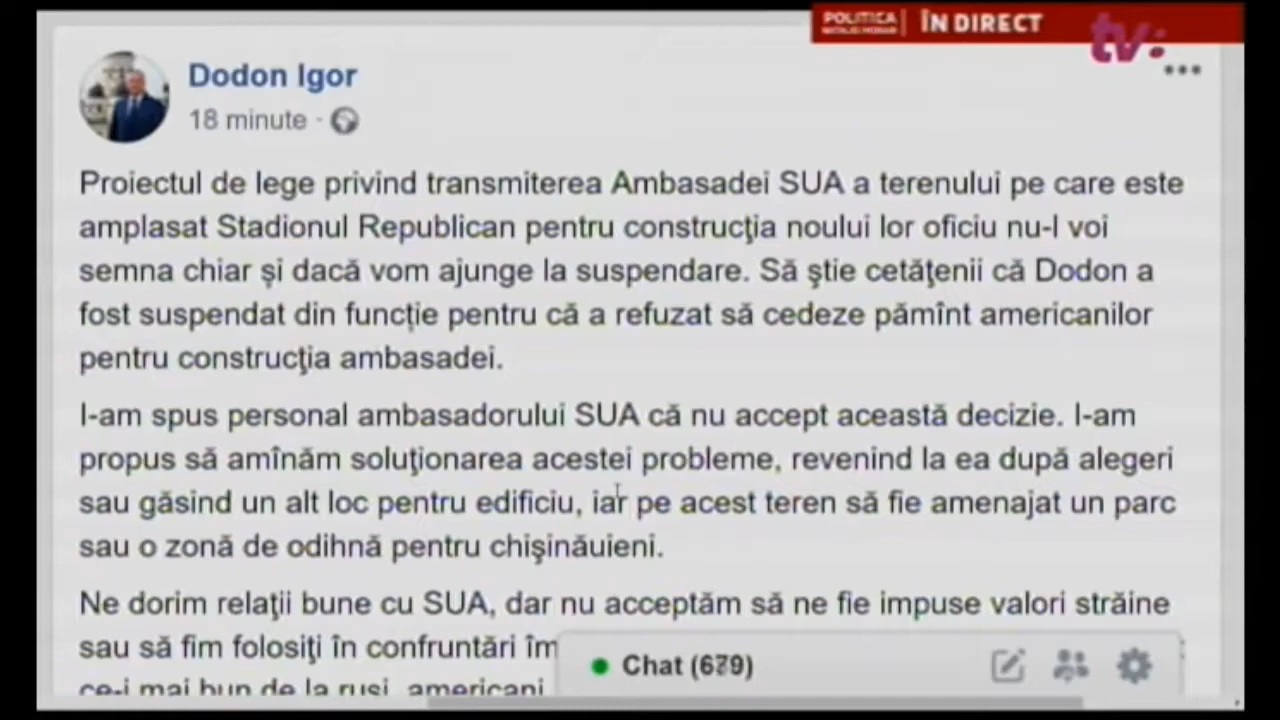 POLITICA
ÎN DIRECT
tv:
Dodon Igor
18 minute ·
Proiectul de lege privind transmiterea Ambasadei SUA a terenului pe care este
amplasat Stadionul Republican pentru construcţia noului lor oficiu nu-l voi
semna chiar și dacă vom ajunge la suspendare. Să ştie cetăţenii că Dodon a
fost suspendat din funcție pentru că a refuzat să cedeze pămînt americanilor
pentru construcţia ambasadei.
I-am spus personal ambasadorului SUA că nu accept această decizie. I-am
propus să amînăm soluţionarea acestei probleme, revenind la ea după alegeri
sau găsind un alt loc pentru edificiu, iar pe acest teren să fie amenajat un parc
sau o zonă de odihnă pentru chişinăuieni.
Ne dorim relaţii bune cu SUA, dar nu acceptăm să ne fie impuse valori străine
sau să fim folosiţi în confruntări îm
ce-i mai bun de la ruși, americani
Chat (679)